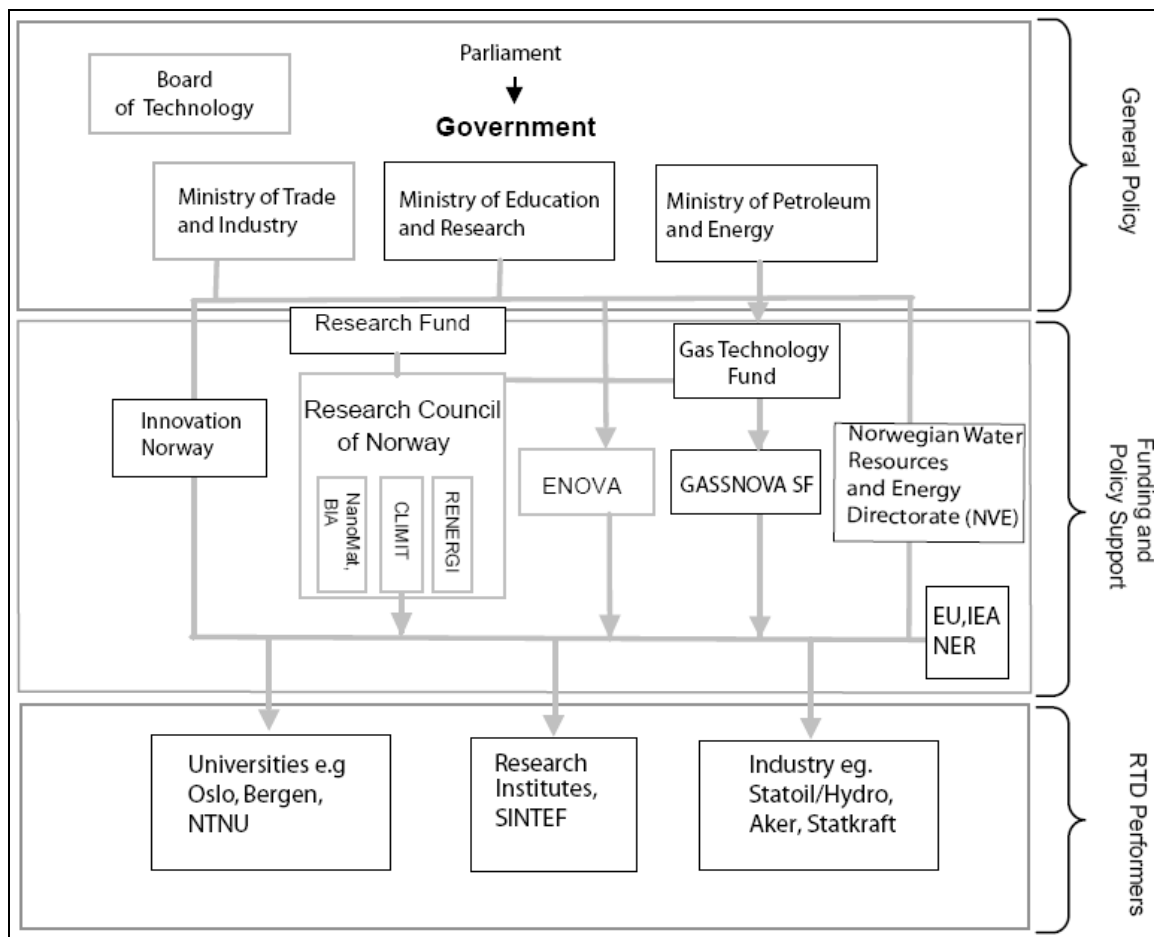 Parliament
Board
of Technology
Government
Ministry of Trade
and Industry
Ministry of Education
and Research
Ministry of Petroleum
and Energy
General Policy
Research Fund
Gas Technology
Fund
Innovation
Norway
Research Council
of Norway
NanoMat,
BIA
CLIMIT
RENERGI
ENOVA
GASSNOVA SF
Norwegian Water
Resources
and Energy
Directorate (NVE)
EU,IEA
NER
Funding and
Policy Support
Universities e.g
Oslo, Bergen,
NTNU
Research
Institutes,
SINTEF
Industry eg.
Statoil/Hydro,
Aker, Statkraft
RTD Performers